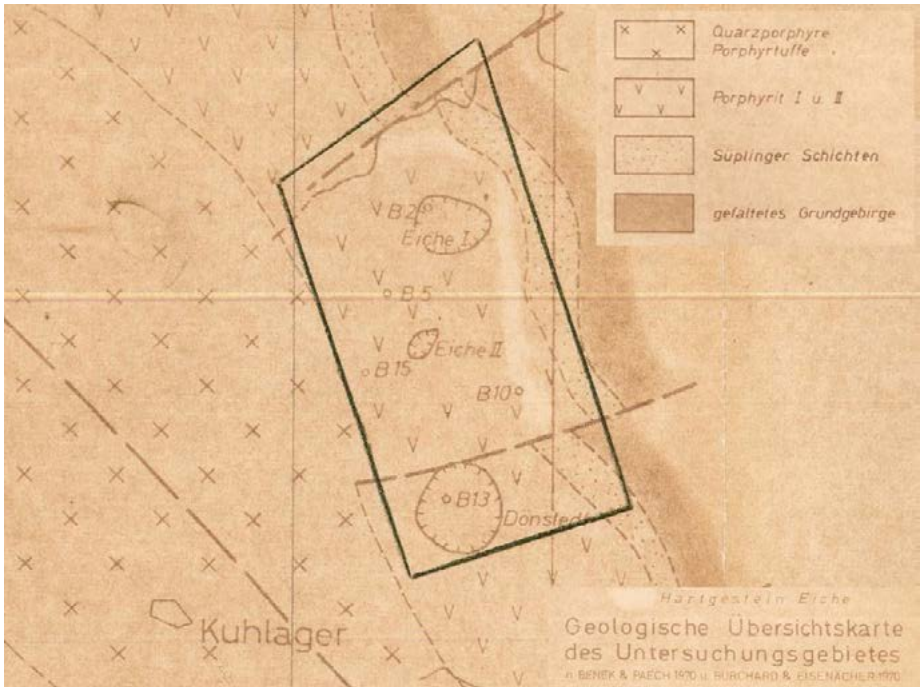 Quarzporphyre
Porphyrtuffe
Porphyrit I u. II
Süplinger Schichten
gefaltetes Grundgebirge
B2
Eiche I
B5
Eiche II
B15
B10
B13
Dönstedt
Kuhlager
Hartgestein Eiche
Geologische Übersichtskarte
des Untersuchungsgebietes
n. BENEK & PAECH 1970 u. BURCHARD & EISENÄCHER 1970